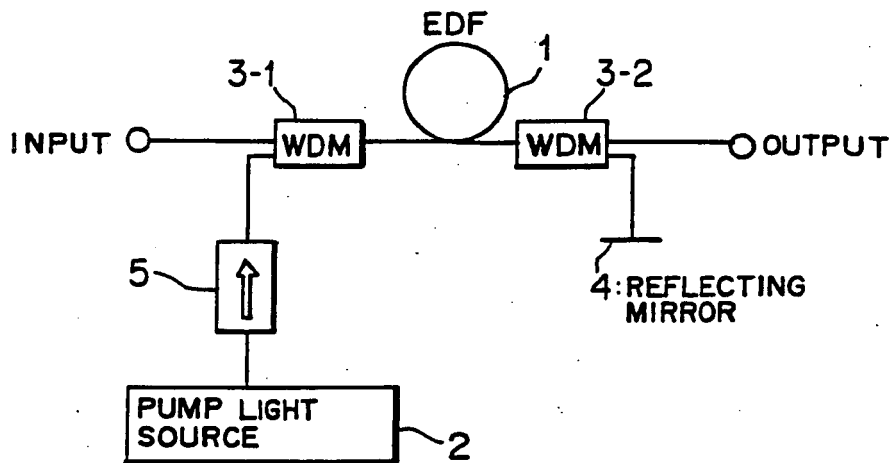 EDF
1
3-1
3-2
INPUT
WDM
WDM
OUTPUT
5
4:REFLECTING
MIRROR
PUMP LIGHT
SOURCE
2